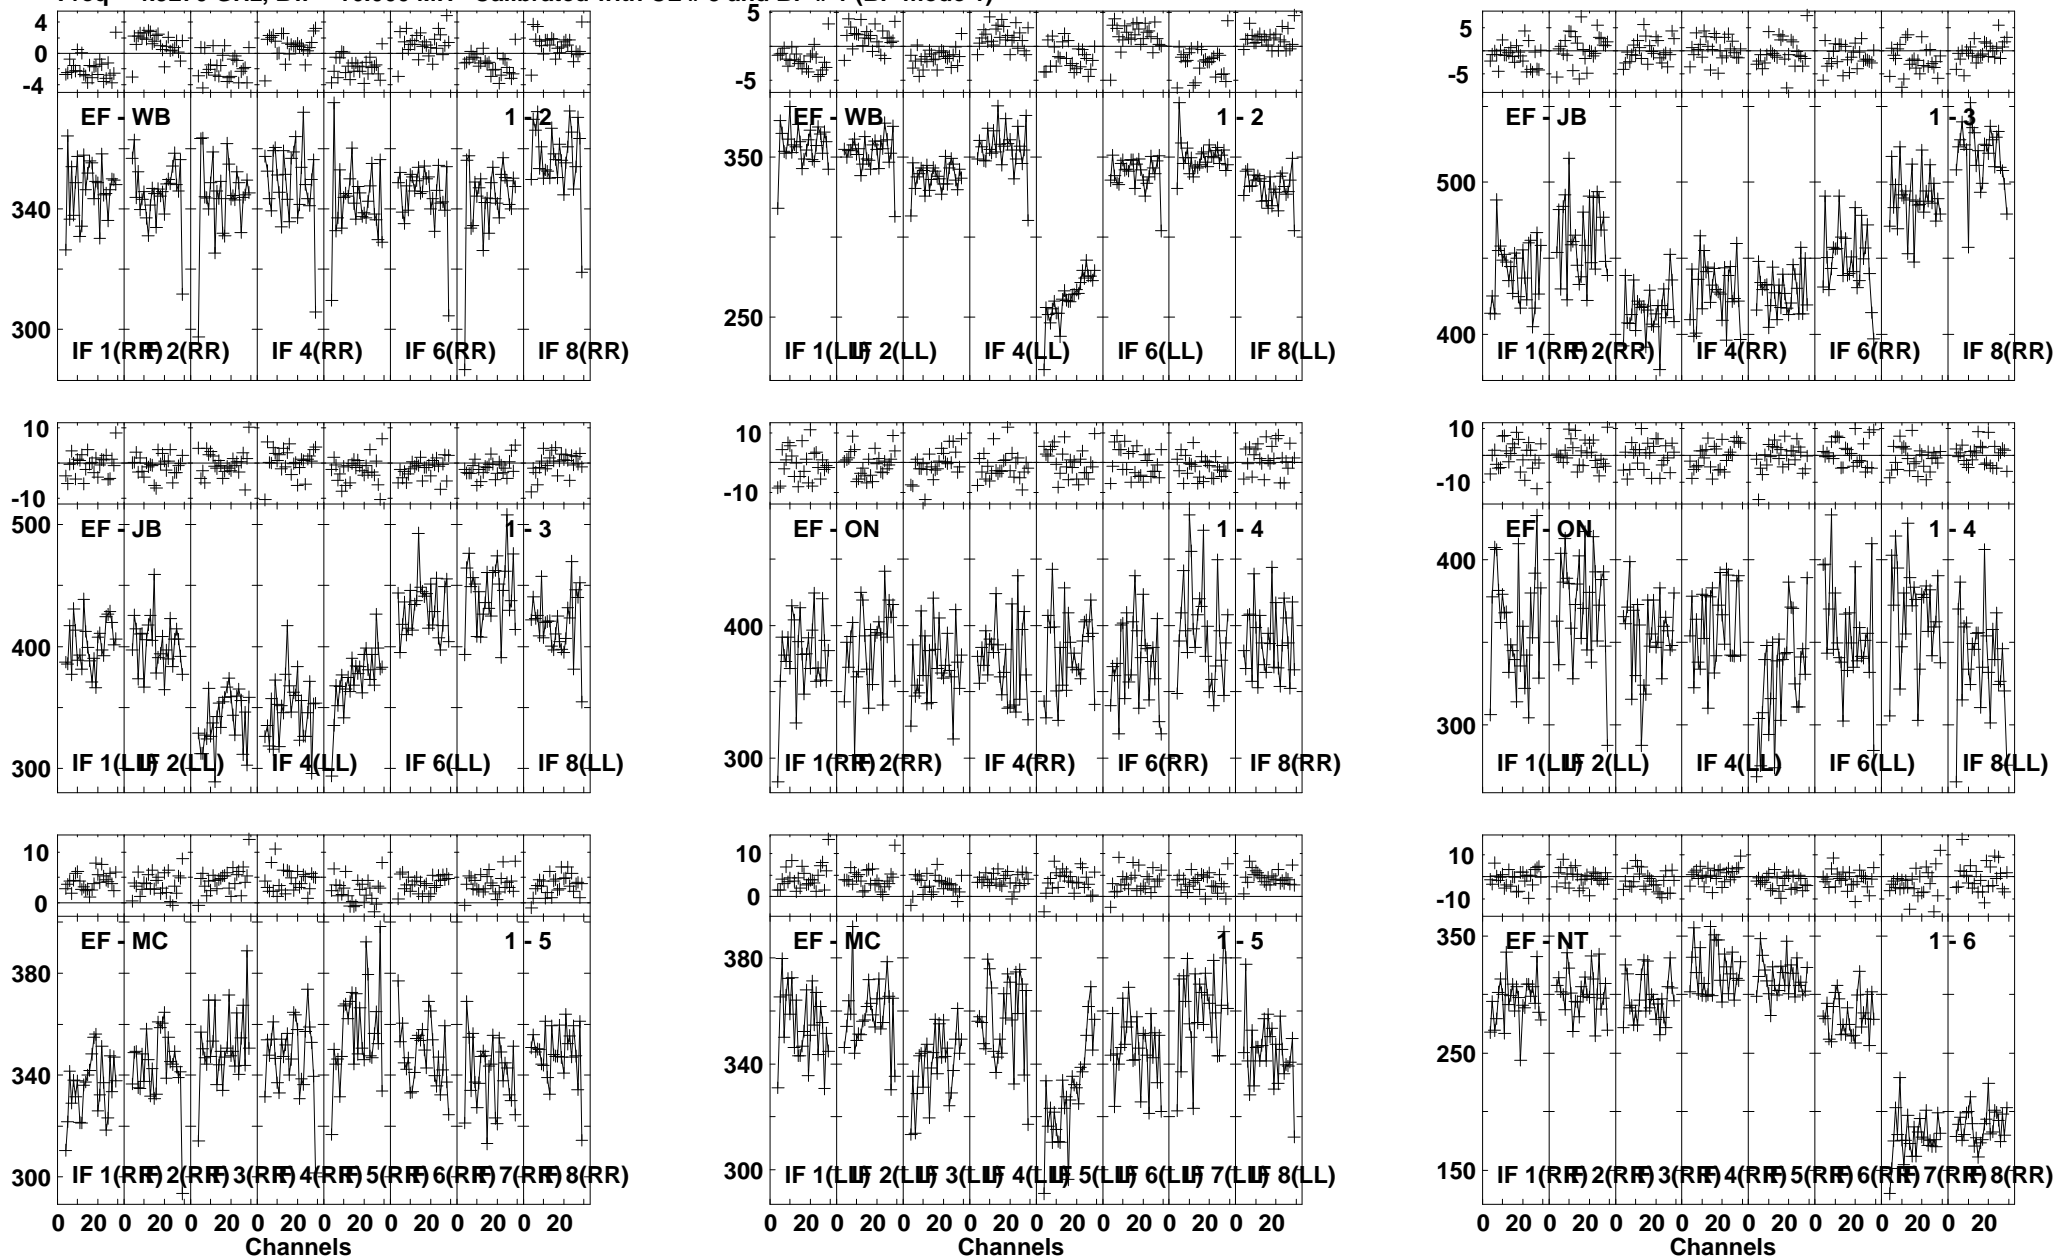 4 5 5
2
0
-4 -5 -5
EF - WB 1 - 2 EF - WB 1 - 2 EF - JB 1 - 3
350
500
340
300 250 400
IF 1(RR) IF 2(RR) IF 4(RR) IF 6(RR) IF 8(RR) IF 1(LL) IF 2(LL) IF 4(LL) IF 6(LL) IF 8(LL) IF 1(RR) IF 2(RR) IF 4(RR) IF 6(RR) IF 8(RR)
10 10 10
-10 -10 -10
500 EF - JB 1 - 3 EF - ON 1 - 4 EF - ON 1 - 4
400 400 400
300 300 300
IF 1(LL) IF 2(LL) IF 4(LL) IF 6(LL) IF 8(LL) IF 1(RR) IF 2(RR) IF 4(RR) IF 6(RR) IF 8(RR) IF 1(LL) IF 2(LL) IF 4(LL) IF 6(LL) IF 8(LL)
10 10 10
0 0 -10
EF - MC 1 - 5 EF - MC 1 - 5 350 EF - NT 1 - 6
380 380
340 340 250
300 300 150
IF 1(RR) IF 2(RR) IF 3(RR) IF 4(RR) IF 5(RR) IF 6(RR) IF 7(RR) IF 8(RR) IF 1(LL) IF 2(LL) IF 3(LL) IF 4(LL) IF 5(LL) IF 6(LL) IF 7(LL) IF 8(LL) IF 1(RR) IF 2(RR) IF 3(RR) IF 4(RR) IF 5(RR) IF 6(RR) IF 7(RR) IF 8(RR)
0 20 0 20 0 20 0 20 0 20 0 20 0 20 0 20 0 20 0 20 0 20 0 20 0 20 0 20 0 20 0 20 0 20 0 20 0 20 0 20 0 20 0 20 0 20 0 20
Channels Channels Channels